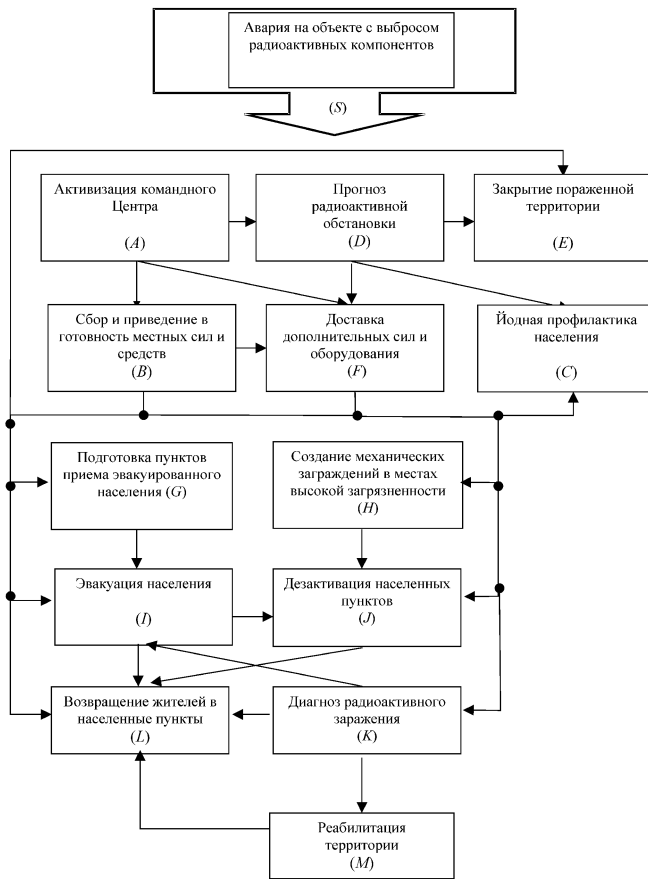 Авария на объекте с выбросом
радиоактивных компонентов
(S)
Активизация командного
Центра
(A)
Прогноз
радиоактивной
обстановки
(D)
Закрытие пораженной
территории
(E)
Сбор и приведение в
готовность местных сил и
средств
(B)
Доставка
дополнительных сил и
оборудования
(F)
Йодная профилактика
населения
(C)
Подготовка пунктов
приема эвакуированного
населения (G)
Создание механических
заграждений в местах
высокой загрязненности
(H)
Эвакуация населения
(I)
Дезактивация населенных
пунктов
(J)
Возвращение жителей в
населенные пункты
(L)
Диагноз радиоактивного
заражения
(K)
Реабилитация
территории
(M)